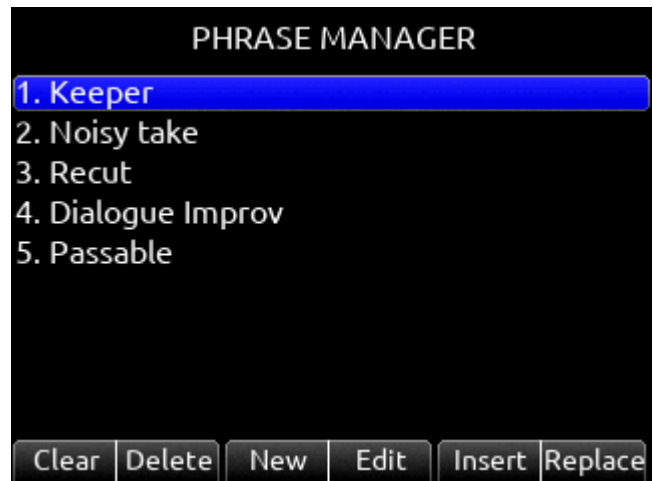 PHRASE MANAGER
1. Keeper
2. Noisy take
3. Recut
4. Dialogue Improv
5. Passable
Clear Delete New Edit Insert Replace